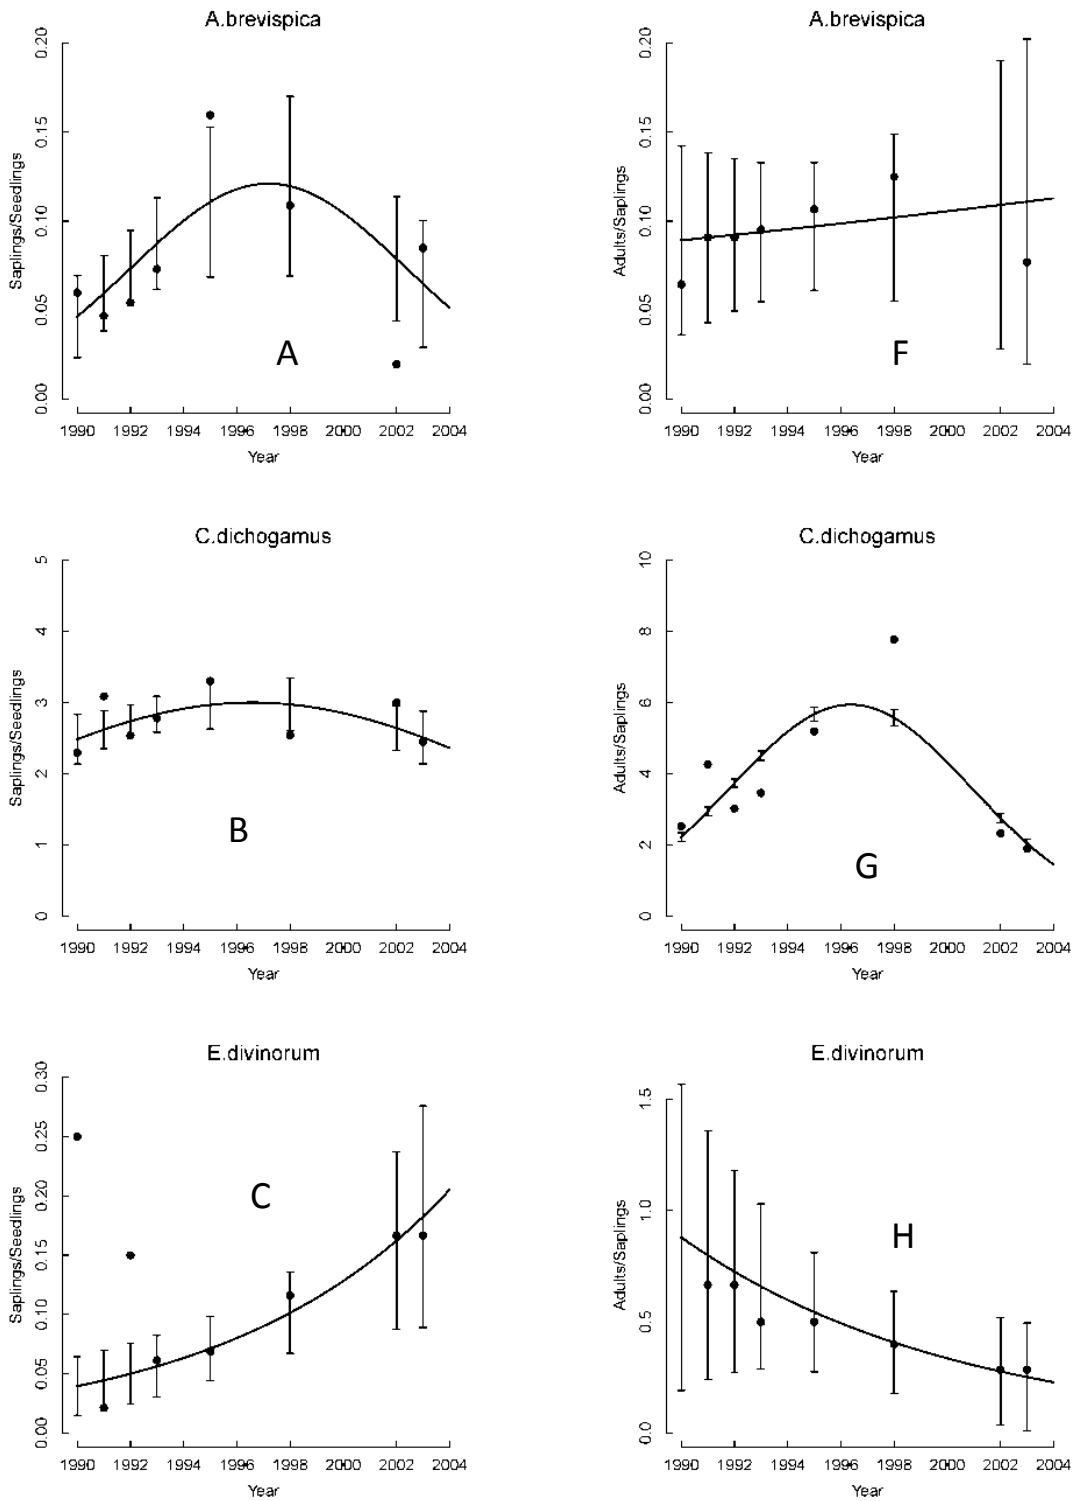 A.brevispica
A.brevispica
0.20
0.15
0.10
0.05
0.00
Saplings/Seedlings
A
1990 1992 1994 1996 1998 2000 2002 2004
Year
0.20
0.15
0.10
0.05
0.00
Adults/Saplings
F
1990 1992 1994 1996 1998 2000 2002 2004
Year
C.dichogamus
C.dichogamus
5
4
3
2
1
0
Saplings/Seedlings
B
1990 1992 1994 1996 1998 2000 2002 2004
Year
10
8
6
4
2
0
Adults/Saplings
G
1990 1992 1994 1996 1998 2000 2002 2004
Year
E.divinorum
E.divinorum
0.30
0.25
0.20
0.15
0.10
0.05
0.00
Saplings/Seedlings
C
1990 1992 1994 1996 1998 2000 2002 2004
Year
1.5
1.0
0.5
0.0
Adults/Saplings
H
1990 1992 1994 1996 1998 2000 2002 2004
Year